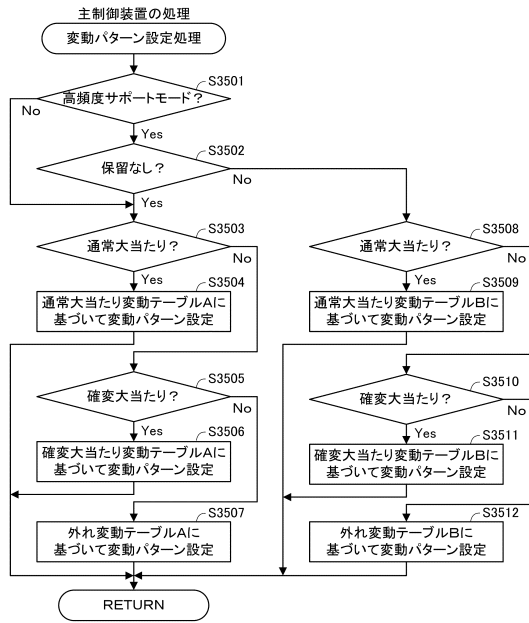 主制御装置の処理
変動パターン設定処理
S3501
高頻度サポートモード?
No
Yes
S3502
保留なし?
No
Yes
S3503
通常大当たり?
No
Yes
S3504
通常大当たり変動テーブルAに
基づいて変動パターン設定
S3505
確変大当たり?
No
Yes
S3506
確変大当たり変動テーブルAに
基づいて変動パターン設定
S3507
外れ変動テーブルAに
基づいて変動パターン設定
S3508
通常大当たり?
No
Yes
S3509
通常大当たり変動テーブルBに
基づいて変動パターン設定
S3510
確変大当たり?
No
Yes
S3511
確変大当たり変動テーブルBに
基づいて変動パターン設定
S3512
外れ変動テーブルBに
基づいて変動パターン設定
RETURN